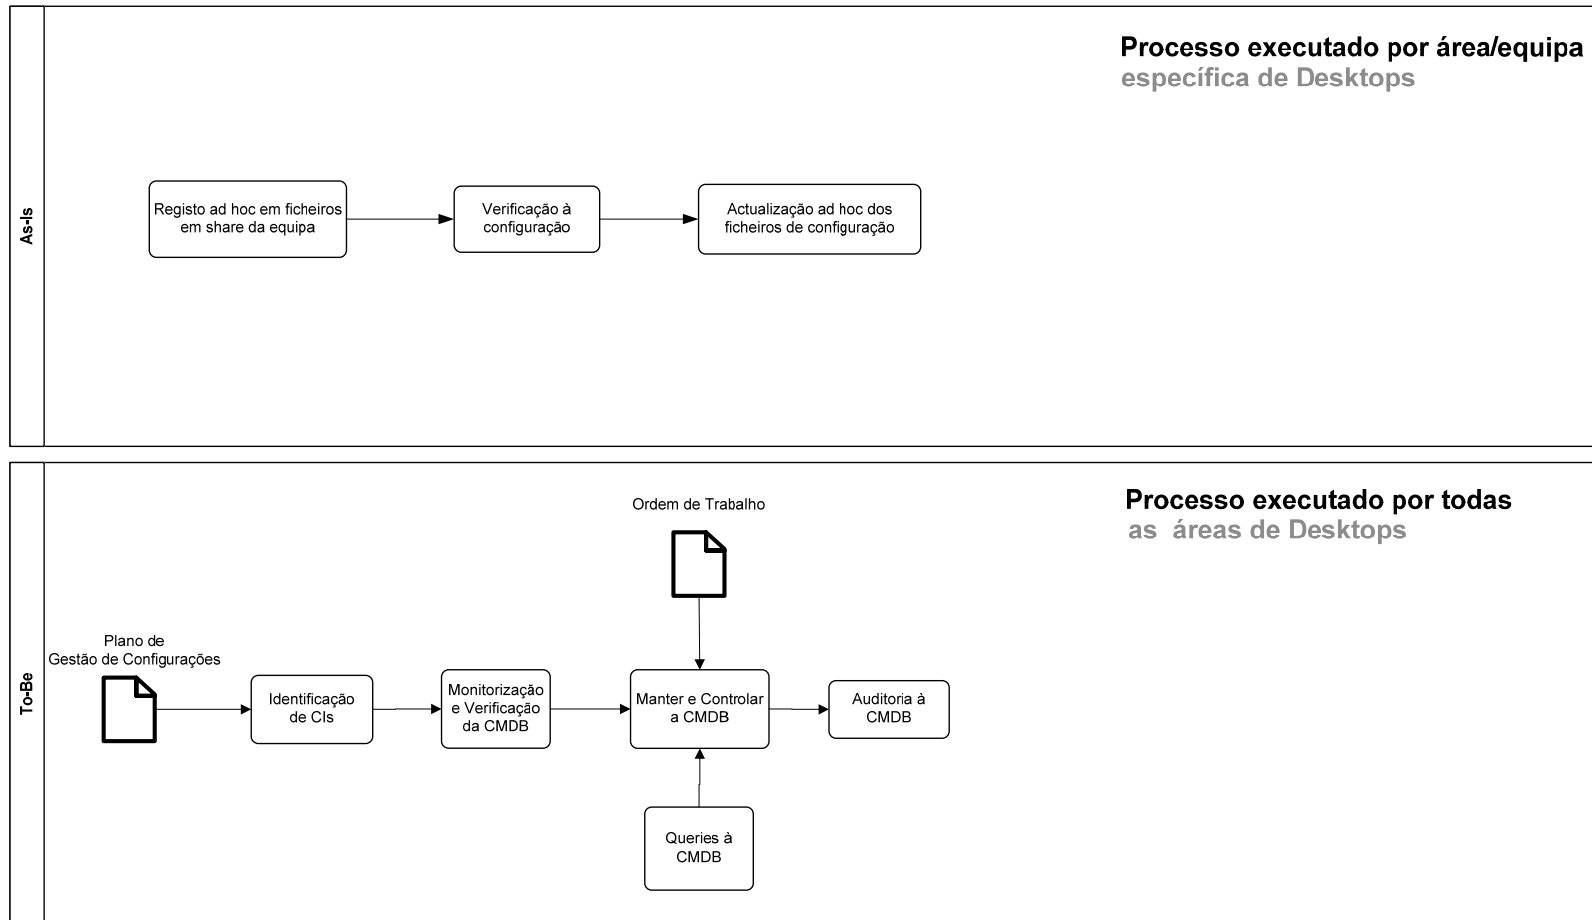 As-Is
Processo executado por área/equipa
específica de Desktops
Registo ad hoc em ficheiros
em share da equipa
Verificação à
configuração
Actualização ad hoc dos
ficheiros de configuração
To-Be
Processo executado por todas
as áreas de Desktops
Ordem de Trabalho
Plano de
Gestão de Configurações
Identificação
de CIs
Monitorização
e Verificação
da CMDB
Manter e Controlar
a CMDB
Auditoria à
CMDB
Queries à
CMDB